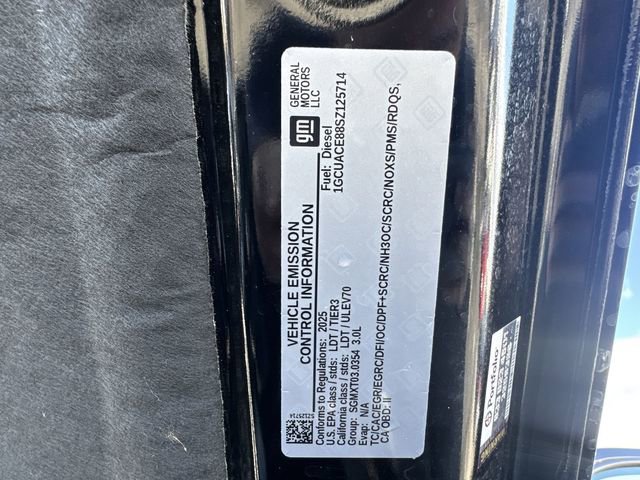 VEHICLE EMISSION
CONTROL INFORMATION
gm
GENERAL
MOTORS
LLC
Fuel: Diesel
1GCUACE88SZ125714
Conforms to Regulations: 2025
U.S. EPA class / stds: LDT / TIER3
California class / stds: LDT / ULEV70
Group: SGMXT03.0354 3.0L
Evap: N/A
TC/CAC/EGR/EGRC/DFI/OC/DPF+SCRC/NH3OC/SCRC/NOXS/PMS/RDQS,
CA OBD: II
SZ125714
Portfolio